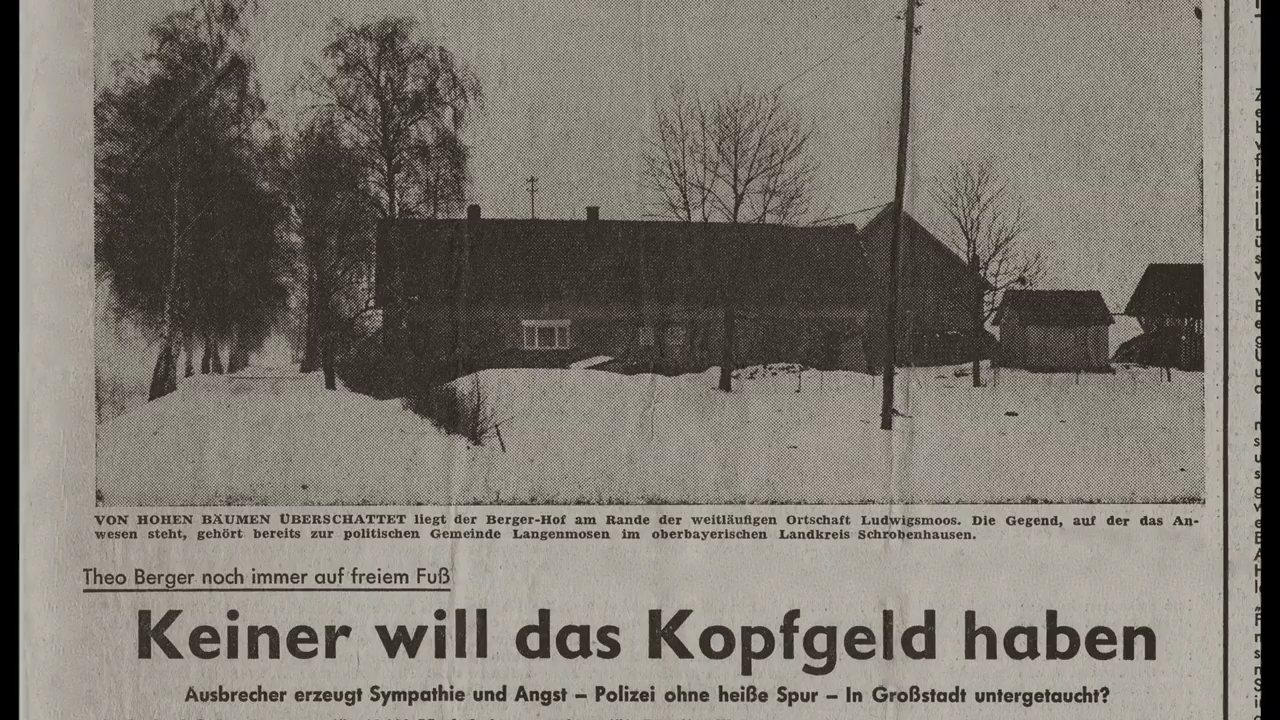 VON HOHEN BÄUMEN ÜBERSCHATTET liegt der Berger-Hof am Rande der weitläufigen Ortschaft Ludwigsmoos. Die Gegend, auf der das An-
wesen steht, gehört bereits zur politischen Gemeinde Langenmosen im oberbayerischen Landkreis Schrobenhausen.
Theo Berger noch immer auf freiem Fuß
Keiner will das Kopfgeld haben
Ausbrecher erzeugt Sympathie und Angst – Polizei ohne heiße Spur – In Großstadt untergetaucht?